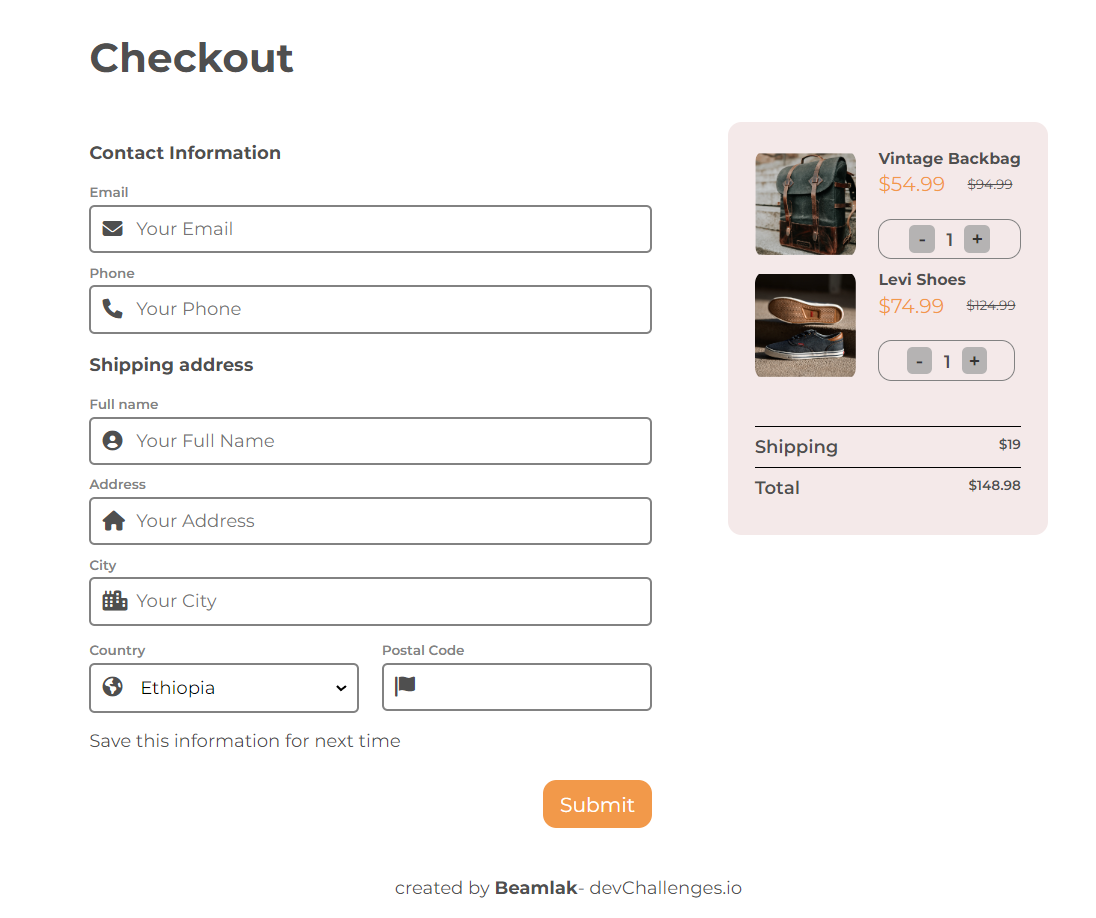 Checkout
Contact Information
Email
Your Email
Phone
Your Phone
Shipping address
Full name
Your Full Name
Address
Your Address
City
Your City
Country
Postal Code
Ethiopia
Save this information for next time
Submit
Vintage Backbag
$54.99 $94.99
- 1 +
Levi Shoes
$74.99 $124.99
- 1 +
Shipping $19
Total $148.98
created by Beamlak- devChallenges.io